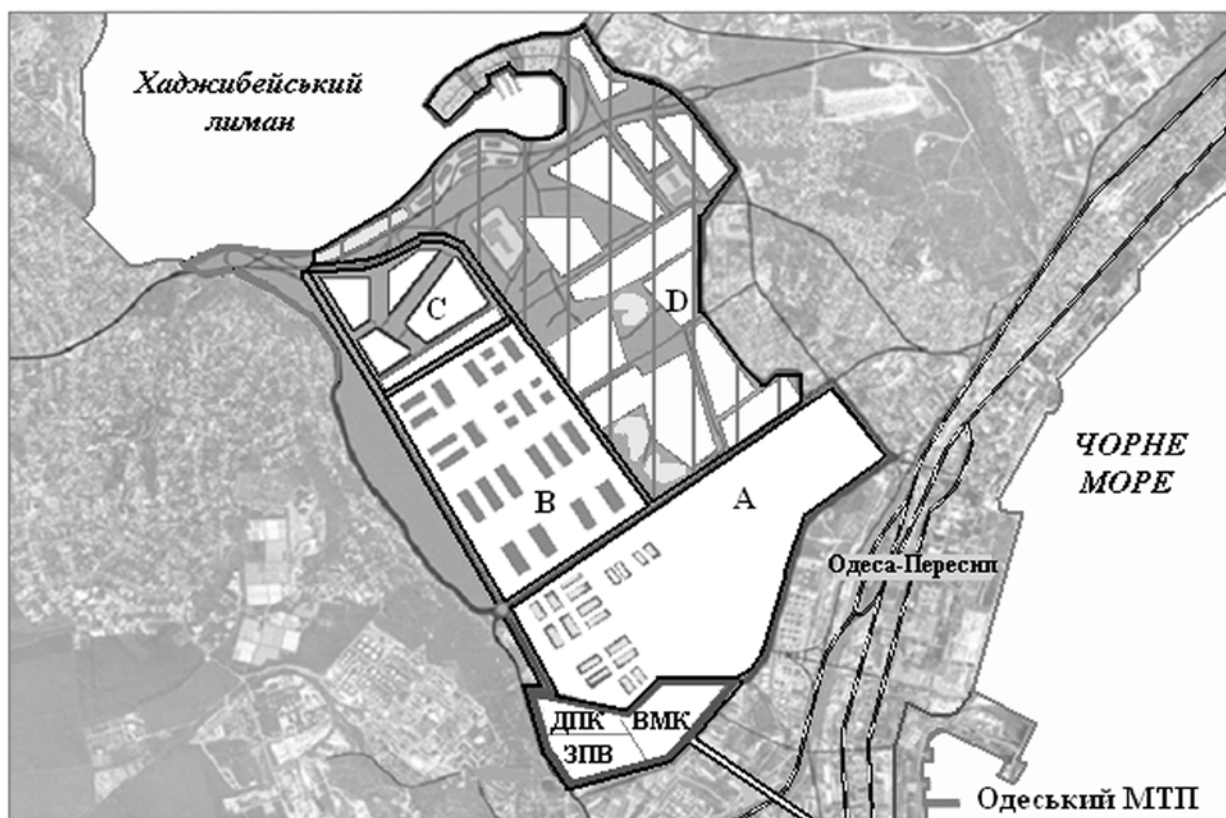 Хаджибейський
лиман
C
D
ЧОРНЕ
МОРЕ
B
A
Одеса-Пересип
ДПК
ВМК
ЗПВ
Одеський МТП